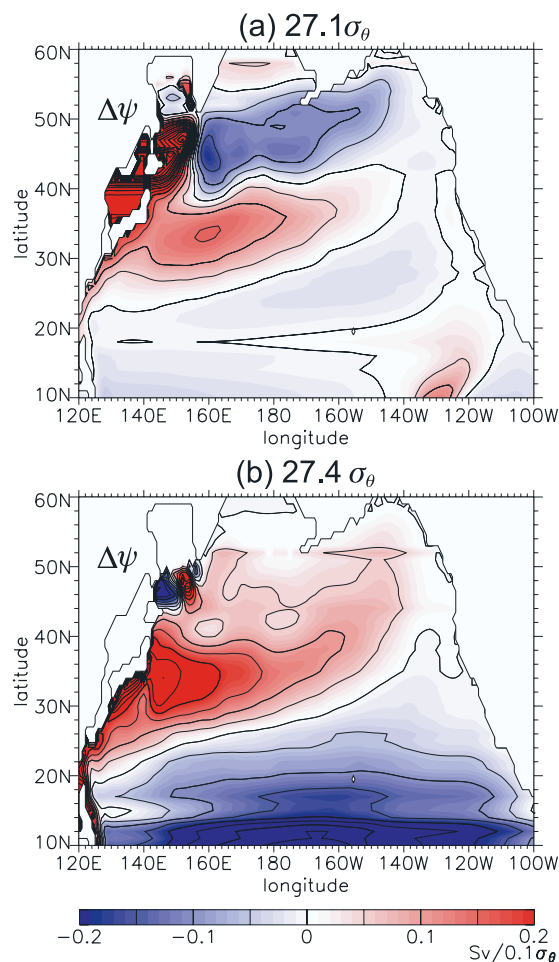 (a) 27.1σθ
60N
50N
40N
30N
20N
10N
latitude
Δψ
120E 140E 160E 180 160W 140W 120W 100W
longitude
(b) 27.4 σθ
60N
50N
40N
30N
20N
10N
latitude
Δψ
120E 140E 160E 180 160W 140W 120W 100W
longitude
-0.2 -0.1 0 0.1 0.2
Sv/0.1σθ